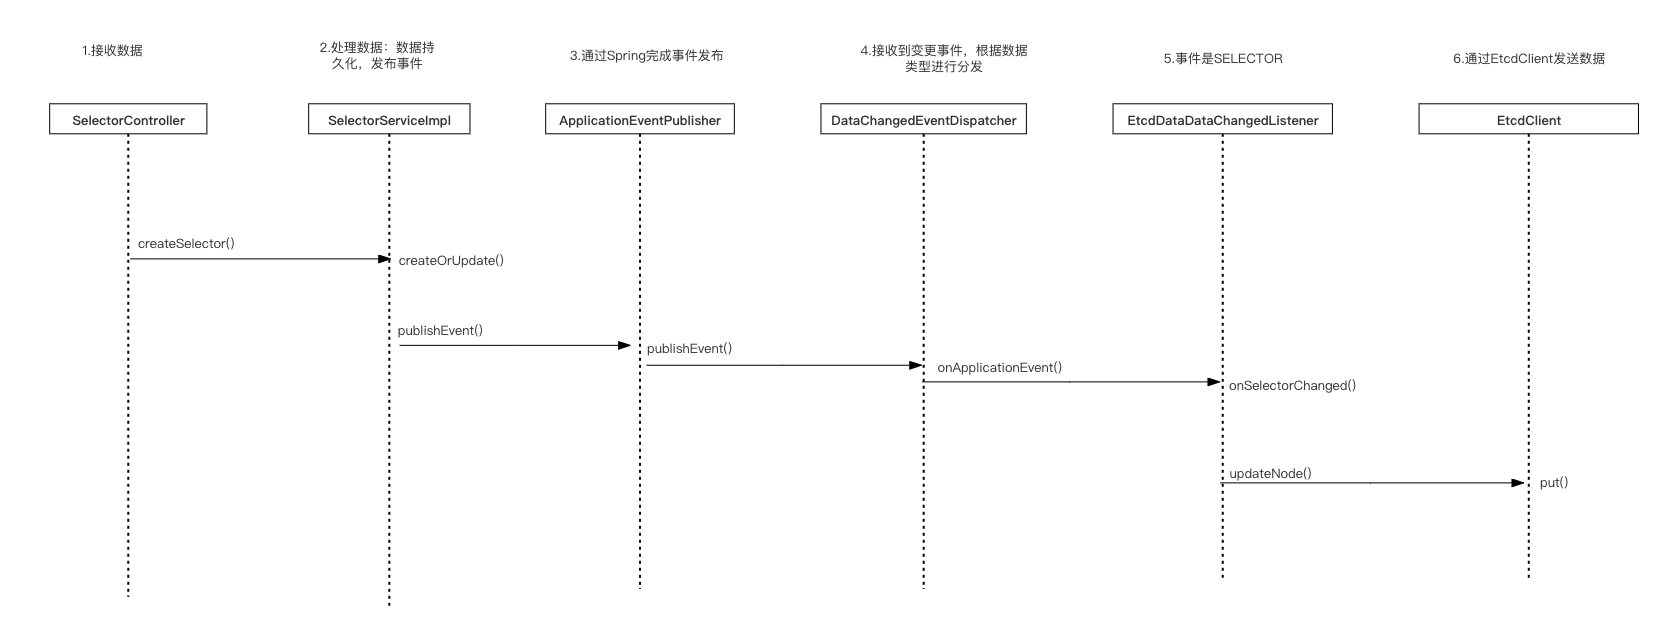 1.接收数据
2.处理数据：数据持
久化，发布事件
3.通过Spring完成事件发布
4.接收到变更事件，根据数据
类型进行分发
5.事件是SELECTOR
6.通过EtcdClient发送数据
SelectorController
SelectorServiceImpl
ApplicationEventPublisher
DataChangedEventDispatcher
EtcdDataDataChangedListener
EtcdClient
createSelector()
createOrUpdate()
publishEvent()
publishEvent()
onApplicationEvent()
onSelectorChanged()
updateNode()
put()